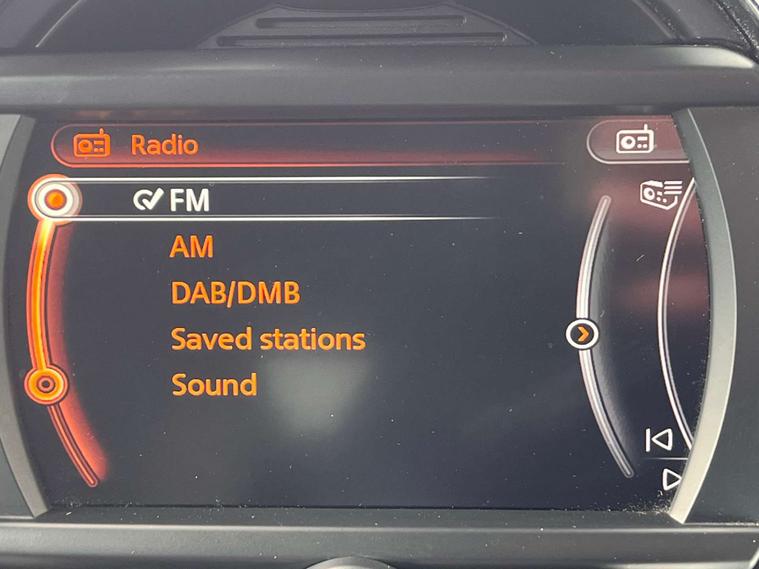 Radio
FM
AM
DAB/DMB
Saved stations
Sound